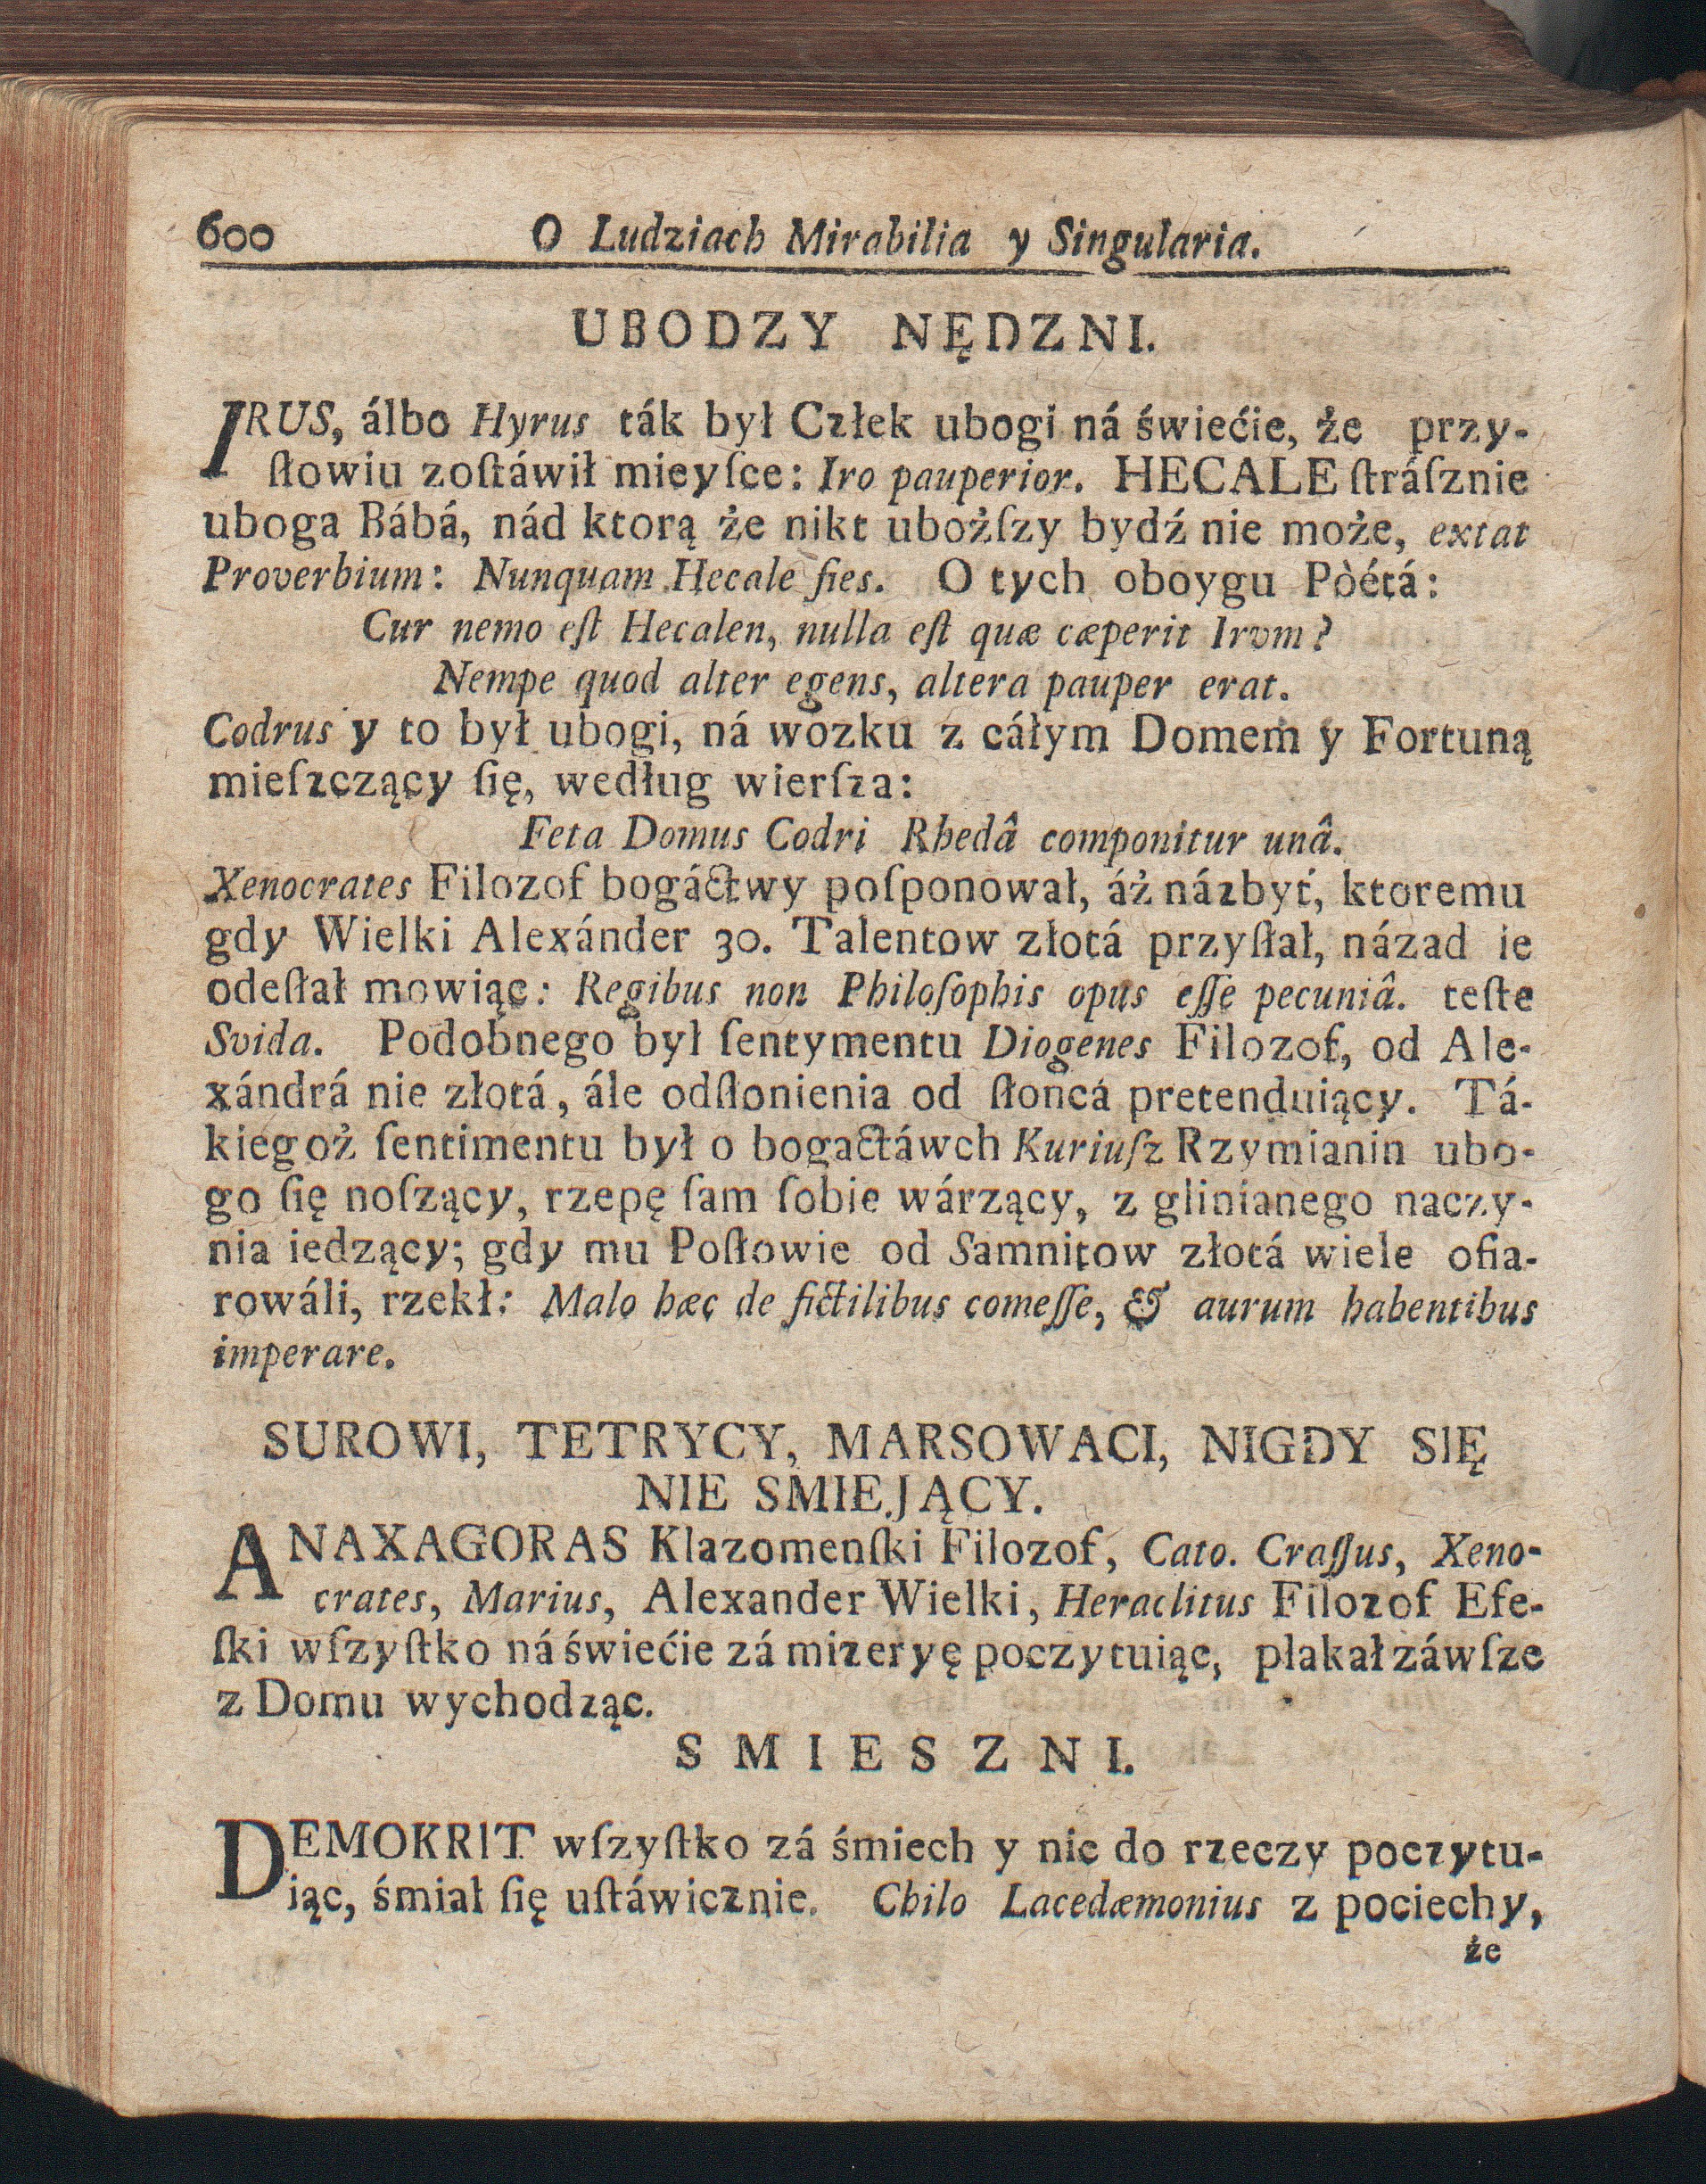 600 O Ludziach Mirabilia y Singularia.
UBODZY NĘDZNI.
IRUS, álbo Hyrus ták był Człek ubogi ná świećie, że przy-
ſłowiu zoſtáwił mieyſce: Iro pauperior. HECALE ſtráſznie
uboga Bábá, nád ktorą że nikt uboźſzy bydź nie może, extat
Proverbium: Nunquam Hecale fies. O tych oboygu Pòétá:
Cur nemo eſt Hecalen, nulla eſt quæ cæperit Irvm?
Nempe quod alter egens, altera pauper erat.
Codrus y to był ubogi, ná wozku z cáłym Domem y Fortuną
mieſzczący ſię, według wierſza:
Feta Domus Codri Rhedâ componitur unâ.
Xenocrates Filozof bogáctwy poſponował, áż názbyt, ktoremu
gdy Wielki Alexánder 30. Talentow złotá przyſłał, názad ie
odeſłał mowiąc: Regibus non Philoſophis opus eſſe pecuniâ. teſte
Svida. Podobnego był ſentymentu Diogenes Filozof, od Ale-
xándrá nie złotá, ále odſłonienia od ſłońcá pretenduiący. Tá-
kiegoż ſentimentu był o bogactáwch Kuriuſz Rzymianin ubo-
go ſię noſzący, rzepę ſam ſobie wárzący, z glinianego naczy-
nia iedzący; gdy mu Poſłowie od Samnitow złotá wiele ofia-
rowáli, rzekł: Malo hæc de fictilibus comeſſe, & aurum habentibus
imperare.
SUROWI, TETRYCY, MARSOWACI, NIGDY SIĘ
NIE SMIEJĄCY.
ANAXAGORAS Klazomenſki Filozof, Cato. Craſſus, Xeno-
crates, Marius, Alexander Wielki, Heraclitus Filozof Efe-
ſki wſzyſtko ná świećie zá mizeryę poczytuiąc, płakał záwſze
z Domu wychodząc.
SMIESZNI.
DEMOKRIT wſzyſtko zá śmiech y nic do rzeczy poczytu-
iąc, śmiał ſię uſtáwicznie. Chilo Lacedæmonius z pociechy,
że